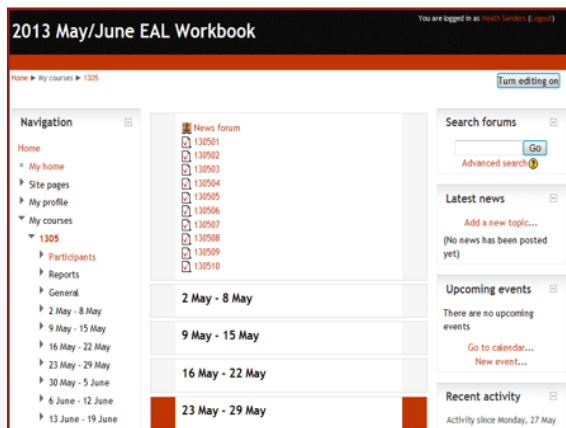 You are logged in as Heath Sanders (Logout)
2013 May/June EAL Workbook
Home ► My courses ► 1305
Turn editing on
Navigation
Home
My home
Site pages
My profile
My courses
1305
Participants
Reports
General
2 May - 8 May
9 May - 15 May
16 May - 22 May
23 May - 29 May
30 May - 5 June
6 June - 12 June
13 June - 19 June
News forum
130501
130502
130503
130504
130505
130506
130507
130508
130509
130510
2 May - 8 May
9 May - 15 May
16 May - 22 May
23 May - 29 May
Search forums
Go
Advanced search
Latest news
Add a new topic...
(No news has been posted
yet)
Upcoming events
There are no upcoming
events
Go to calendar...
New event...
Recent activity
Activity since Monday, 27 May